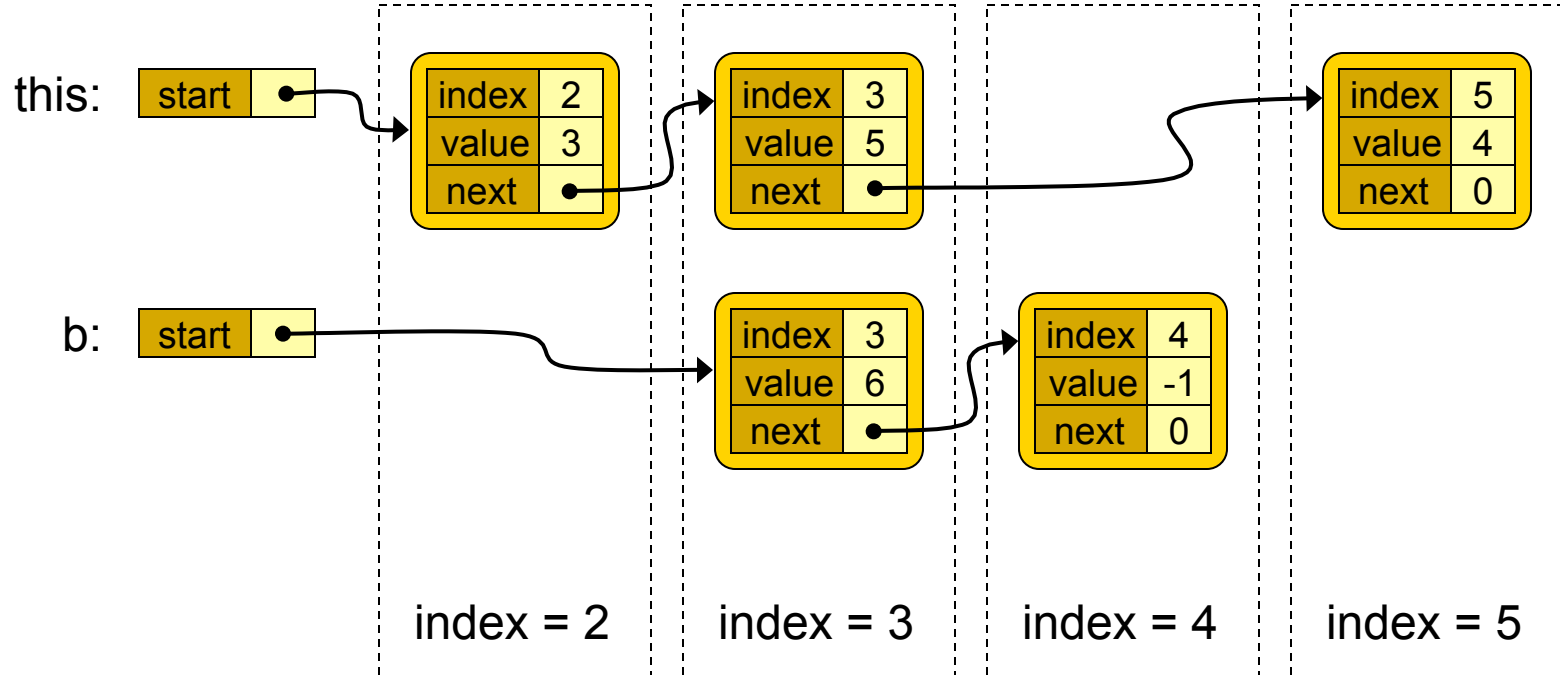 this:
start
index 2
value 3
next
index 3
value 5
next
index 5
value 4
next 0
b:
start
index 3
value 6
next
index 4
value -1
next 0
index = 2
index = 3
index = 4
index = 5